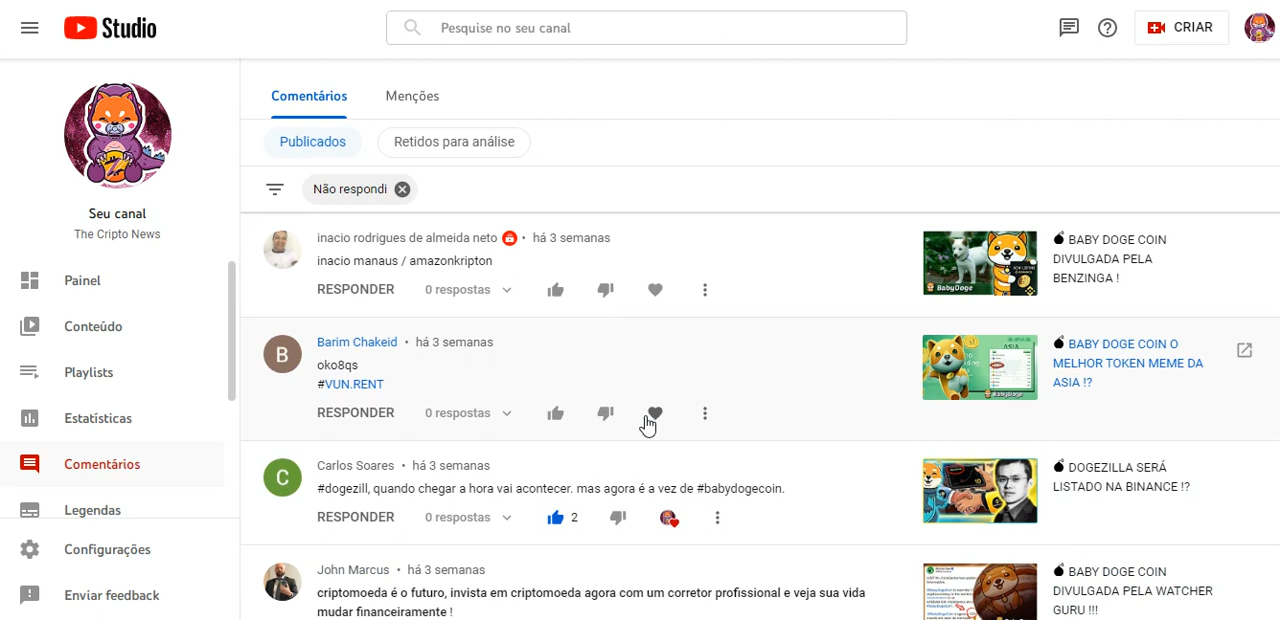 Studio
Pesquise no seu canal
CRIAR
Seu canal
The Cripto News
Painel
Conteúdo
Playlists
Estatísticas
Comentários
Legendas
Configurações
Enviar feedback
Comentários Menções
Publicados Retidos para análise
Não respondi
inacio rodrigues de almeida neto • há 3 semanas
inacio manaus / amazonkripton
RESPONDER 0 respostas
BABY DOGE COIN
DIVULGADA PELA
BENZINGA !
BabyDoge
Barim Chakeid • há 3 semanas
oko8qs
#VUN.RENT
RESPONDER 0 respostas
ASIA
BabyDoge
BABY DOGE COIN O
MELHOR TOKEN MEME DA
ASIA !?
B
C
Carlos Soares • há 3 semanas
#dogezill, quando chegar a hora vai acontecer. mas agora é a vez de #babydogecoin.
RESPONDER 0 respostas 2
DOGEZILLA SERÁ
LISTADO NA BINANCE !?
John Marcus • há 3 semanas
criptomoeda é o futuro, invista em criptomoeda agora com um corretor profissional e veja sua vida
mudar financeiramente !
BABY DOGE COIN
DIVULGADA PELA WATCHER
GURU !!!